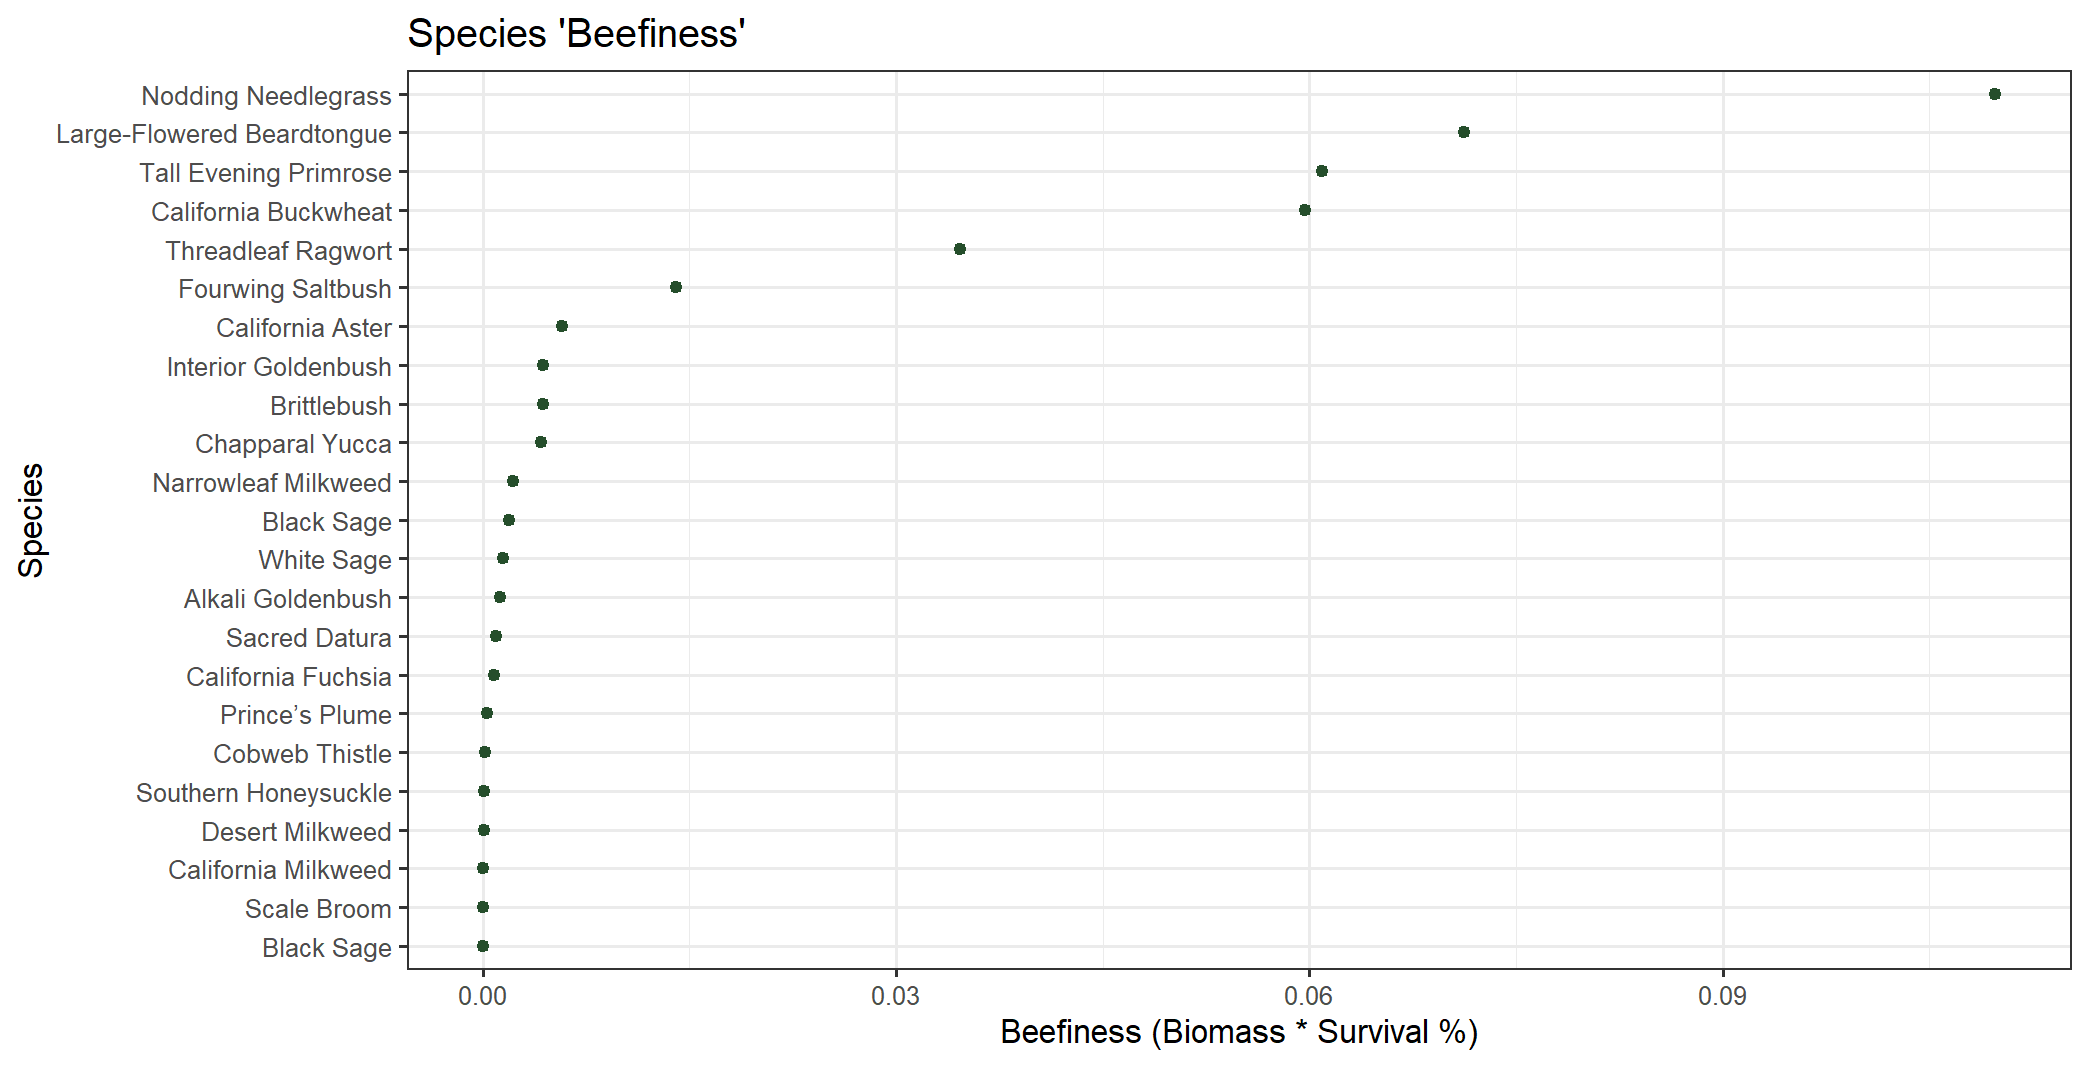 Species 'Beefiness'
Nodding Needlegrass
Large-Flowered Beardtongue
Tall Evening Primrose
California Buckwheat
Threadleaf Ragwort
Fourwing Saltbush
California Aster
Interior Goldenbush
Brittlebush
Chapparal Yucca
Narrowleaf Milkweed
Black Sage
White Sage
Alkali Goldenbush
Sacred Datura
California Fuchsia
Prince’s Plume
Cobweb Thistle
Southern Honeysuckle
Desert Milkweed
California Milkweed
Scale Broom
Black Sage
Species
0.00 0.03 0.06 0.09
Beefiness (Biomass * Survival %)